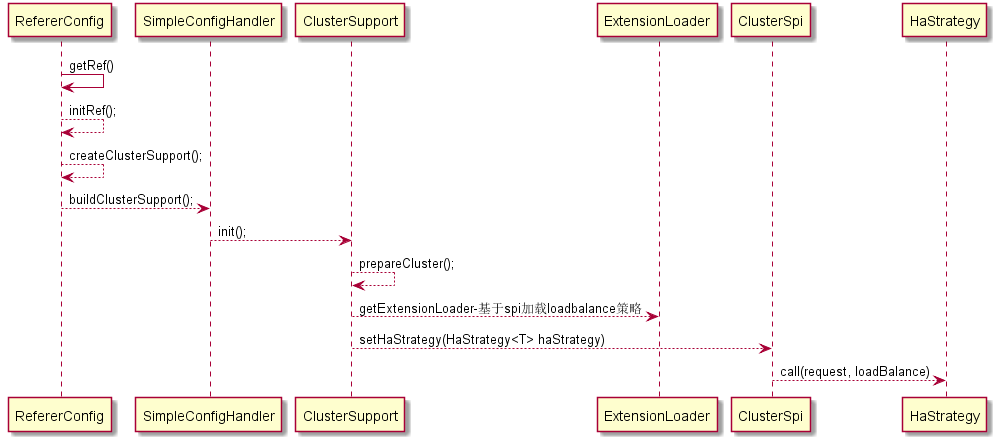 RefererConfig
SimpleConfigHandler
ClusterSupport
ExtensionLoader
ClusterSpi
HaStrategy
getRef()
initRef();
createClusterSupport();
buildClusterSupport();
init();
prepareCluster();
getExtensionLoader-基于spi加载loadbalance策略
setHaStrategy(HaStrategy<T> haStrategy)
call(request, loadBalance)
RefererConfig
SimpleConfigHandler
ClusterSupport
ExtensionLoader
ClusterSpi
HaStrategy